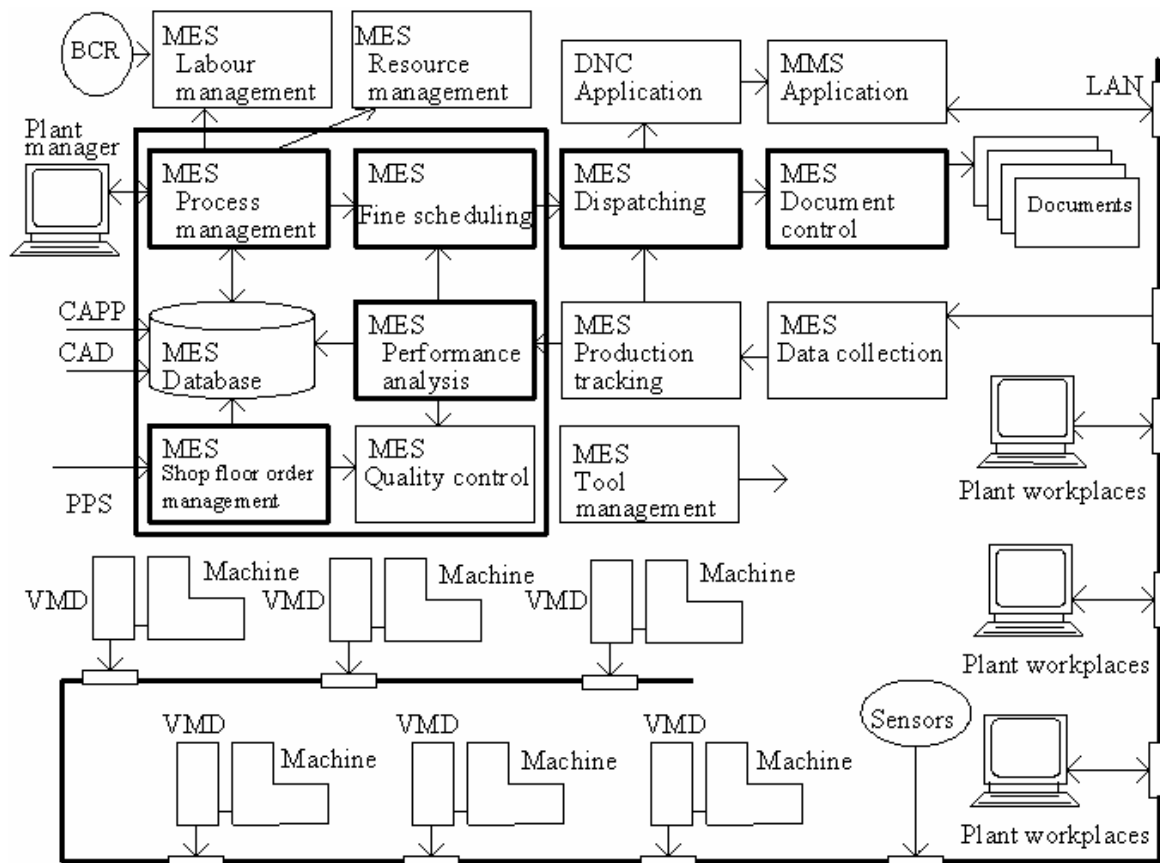 BCR
MES
Labour
management
MES
Resource
management
DNC
Application
MMS
Application
LAN
Plant
manager
MES
Process
management
MES
Fine scheduling
MES
Dispatching
MES
Document
control
Documents
CAPP
CAD
MES
Database
MES
Performance
analysis
MES
Production
tracking
MES
Data collection
PPS
MES
Shop floor order
management
MES
Quality control
MES
Tool
management
Plant workplaces
VMD
Machine
VMD
Machine
VMD
Machine
Plant workplaces
VMD
Machine
VMD
Machine
VMD
Machine
Sensors
Plant workplaces